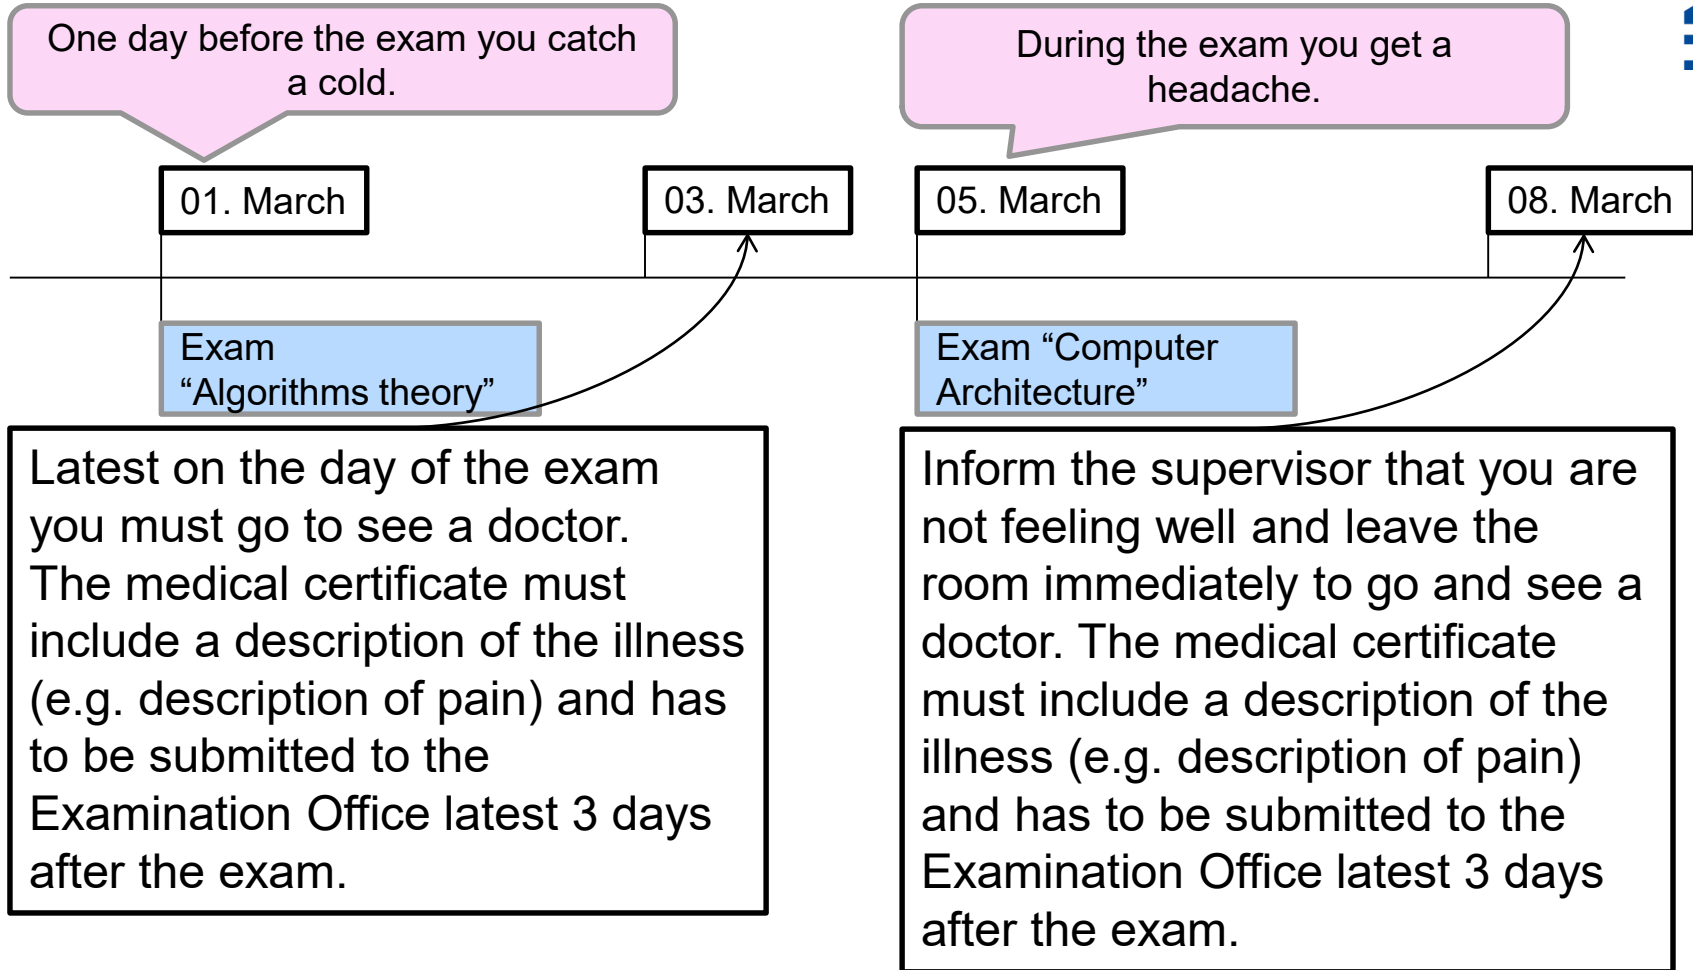 One day before the exam you catch
a cold.
During the exam you get a
headache.
01. March
03. March
05. March
08. March
Exam
“Algorithms theory”
Exam “Computer
Architecture”
Latest on the day of the exam
you must go to see a doctor.
The medical certificate must
include a description of the illness
(e.g. description of pain) and has
to be submitted to the
Examination Office latest 3 days
after the exam.
Inform the supervisor that you are
not feeling well and leave the
room immediately to go and see a
doctor. The medical certificate
must include a description of the
illness (e.g. description of pain)
and has to be submitted to the
Examination Office latest 3 days
after the exam.